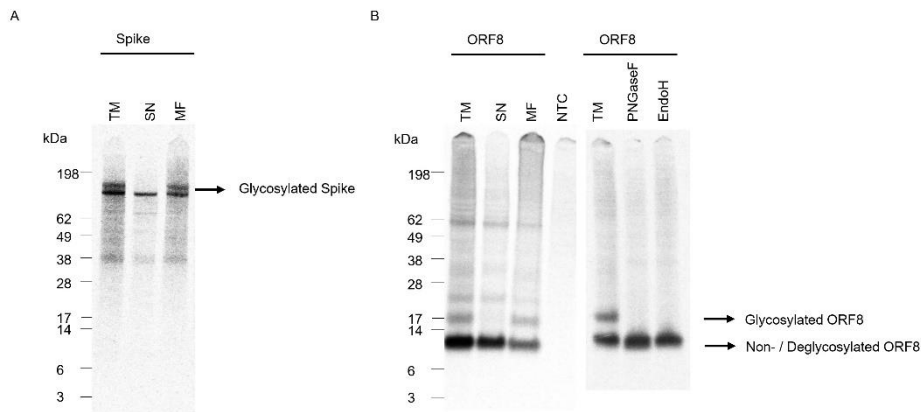 A
Spike
TM SN MF
kDa
198
62
49
38
28
17
14
6
3
Glycosylated Spike
B
ORF8 ORF8
TM SN MF NTC TM PNGaseF EndoH
kDa
198
62
49
38
28
17
14
6
3
Glycosylated ORF8
Non- / Deglycosylated ORF8